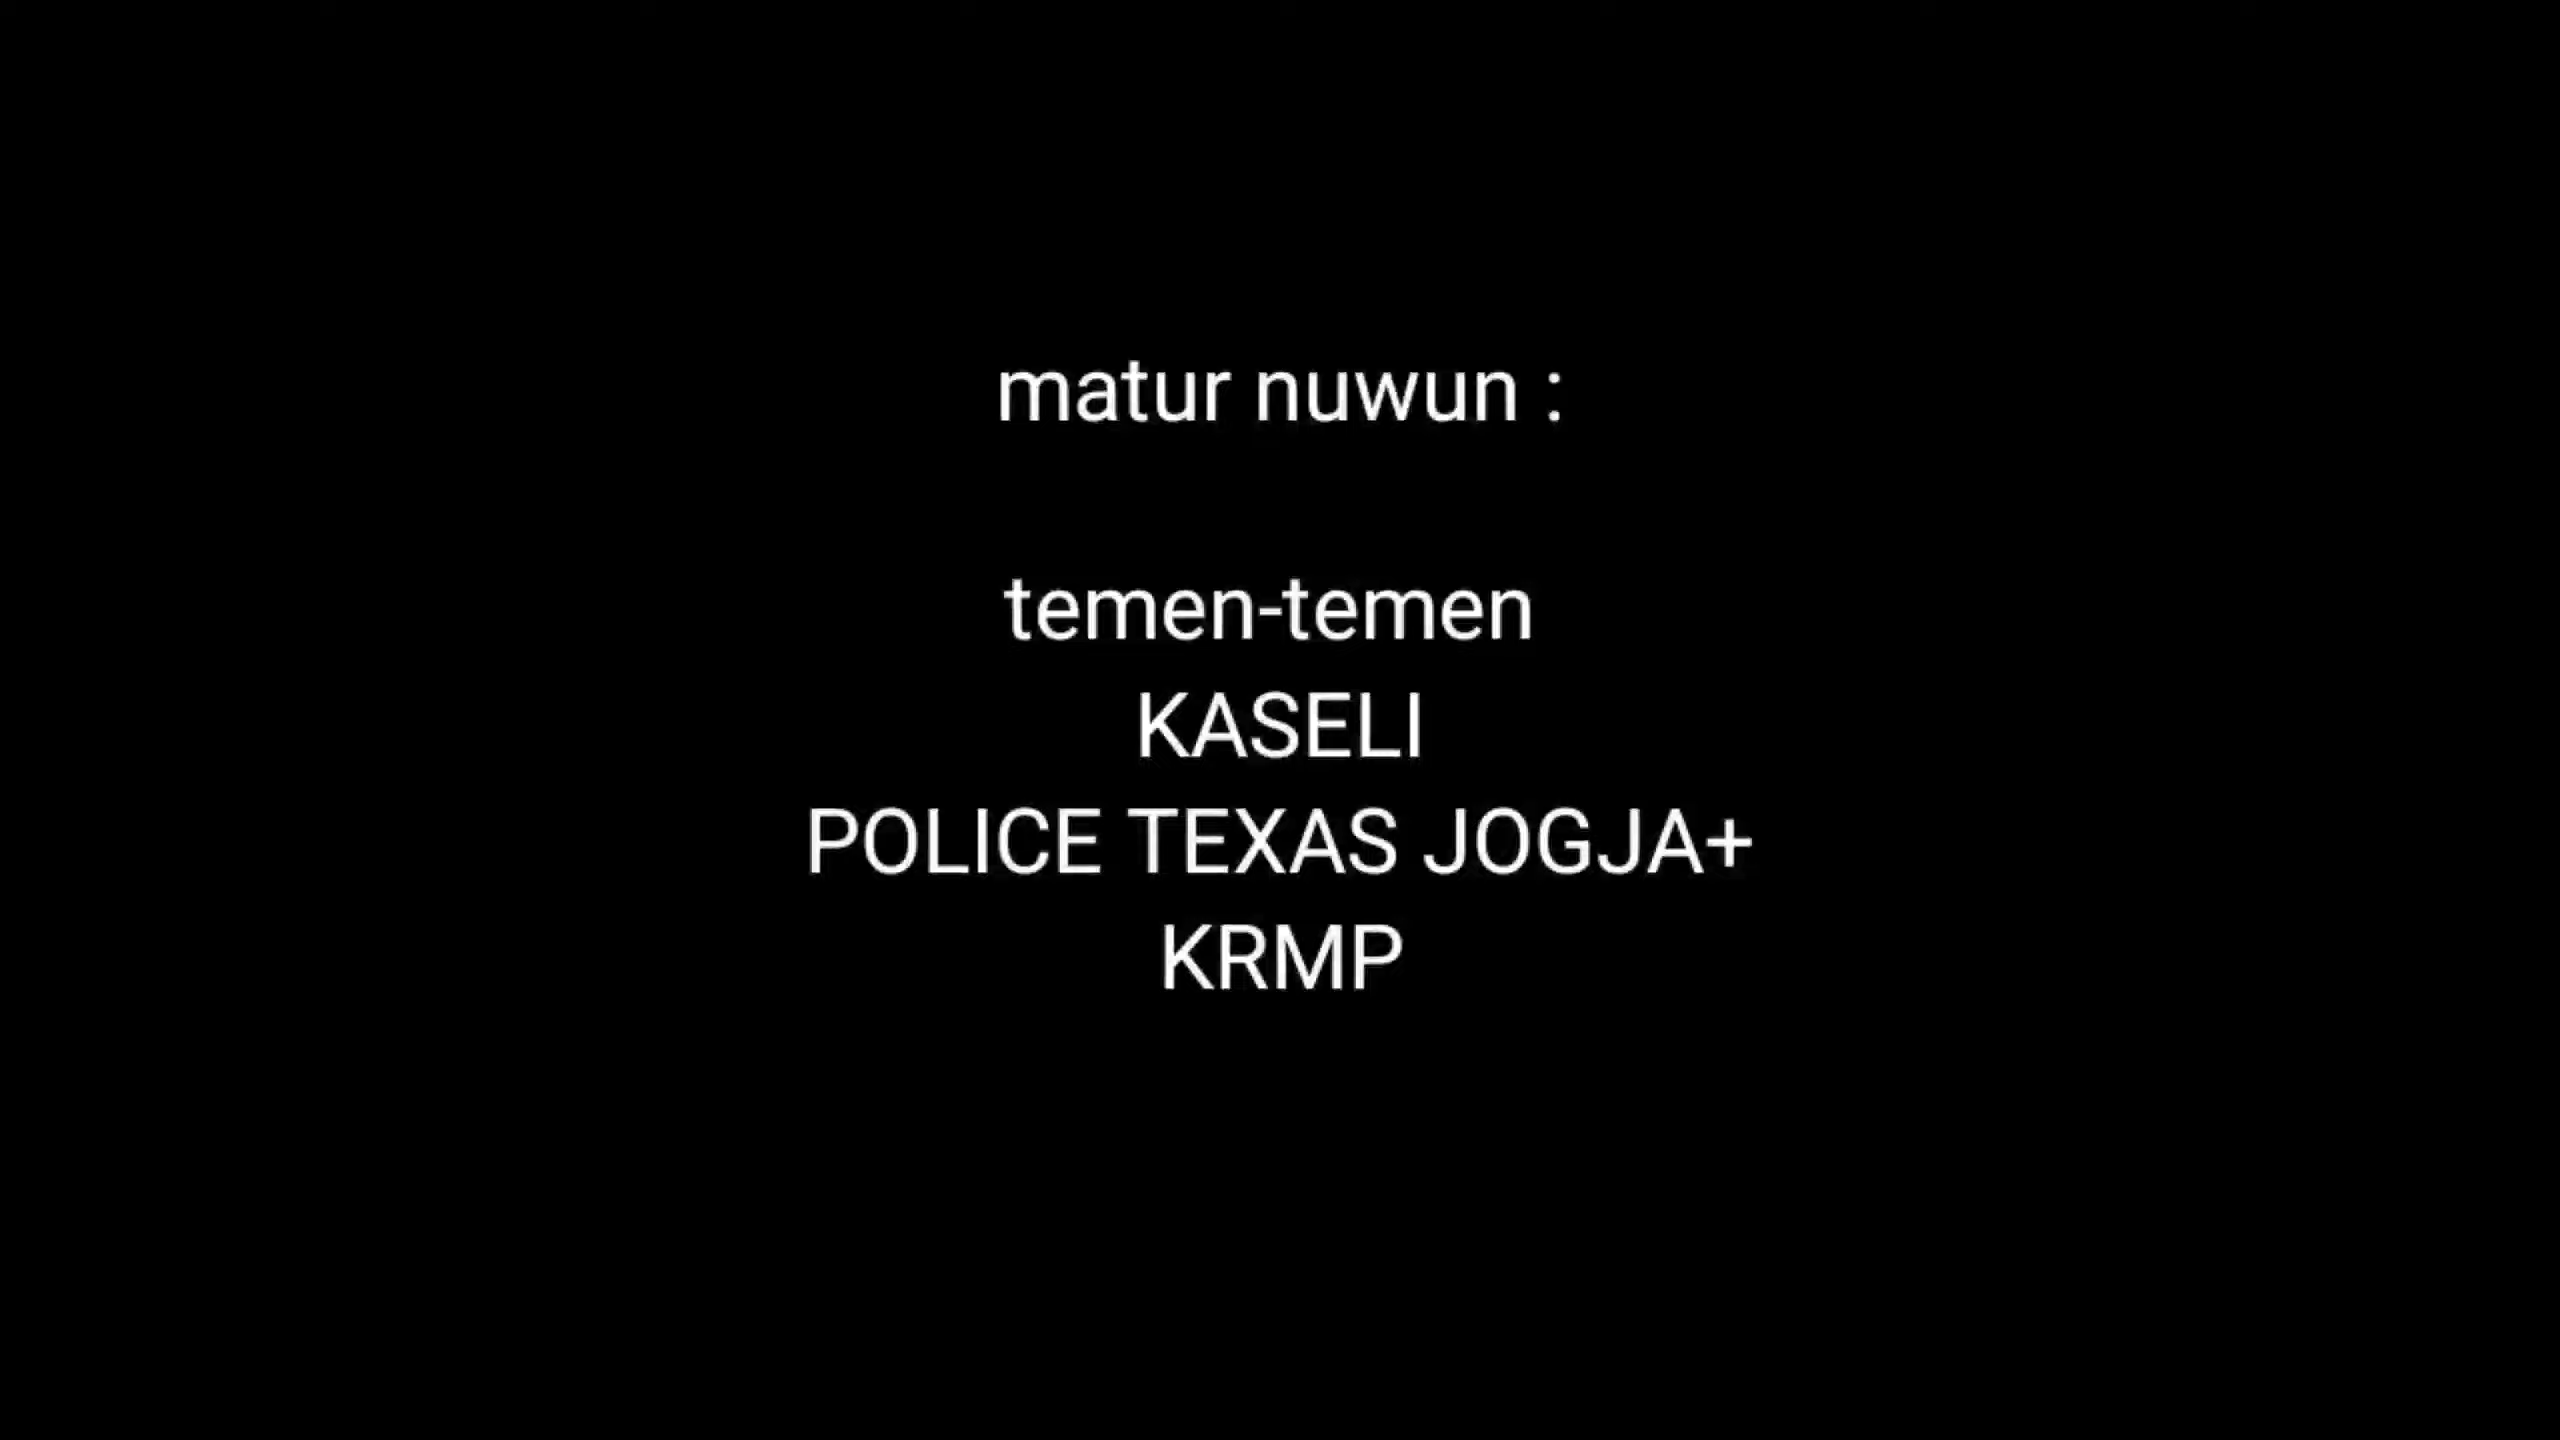 matur nuwun :
temen-temen
KASELI
POLICE TEXAS JOGJA+
KRMP